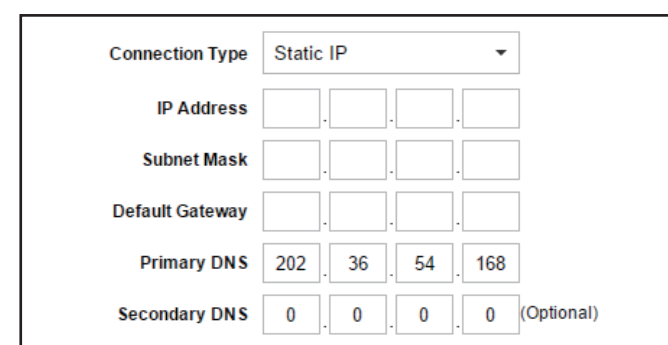 Connection Type Static IP
IP Address . . .
Subnet Mask . . .
Default Gateway . . .
Primary DNS 202 . 36 . 54 . 168
Secondary DNS 0 . 0 . 0 . 0 (Optional)